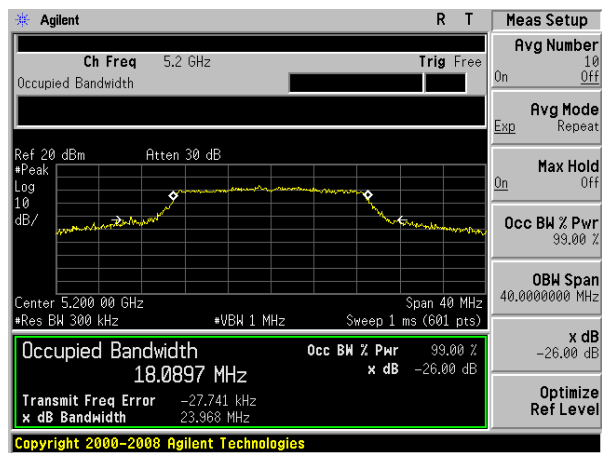 Agilent R T Meas Setup
Ch Freq 5.2 GHz Trig Free
Occupied Bandwidth
Avg Number
10
On Off
Avg Mode
Exp Repeat
Max Hold
On Off
Occ BW % Pwr
99.00 %
OBW Span
40.0000000 MHz
x dB
-26.00 dB
Optimize
Ref Level
Ref 20 dBm Atten 30 dB
#Peak
Log
10
dB/
Center 5.200 00 GHz Span 40 MHz
#Res BW 300 kHz #VBW 1 MHz Sweep 1 ms (601 pts)
Occupied Bandwidth Occ BW % Pwr 99.00 %
18.0897 MHz x dB -26.00 dB
Transmit Freq Error -27.741 kHz
x dB Bandwidth 23.968 MHz
Copyright 2000-2008 Agilent Technologies